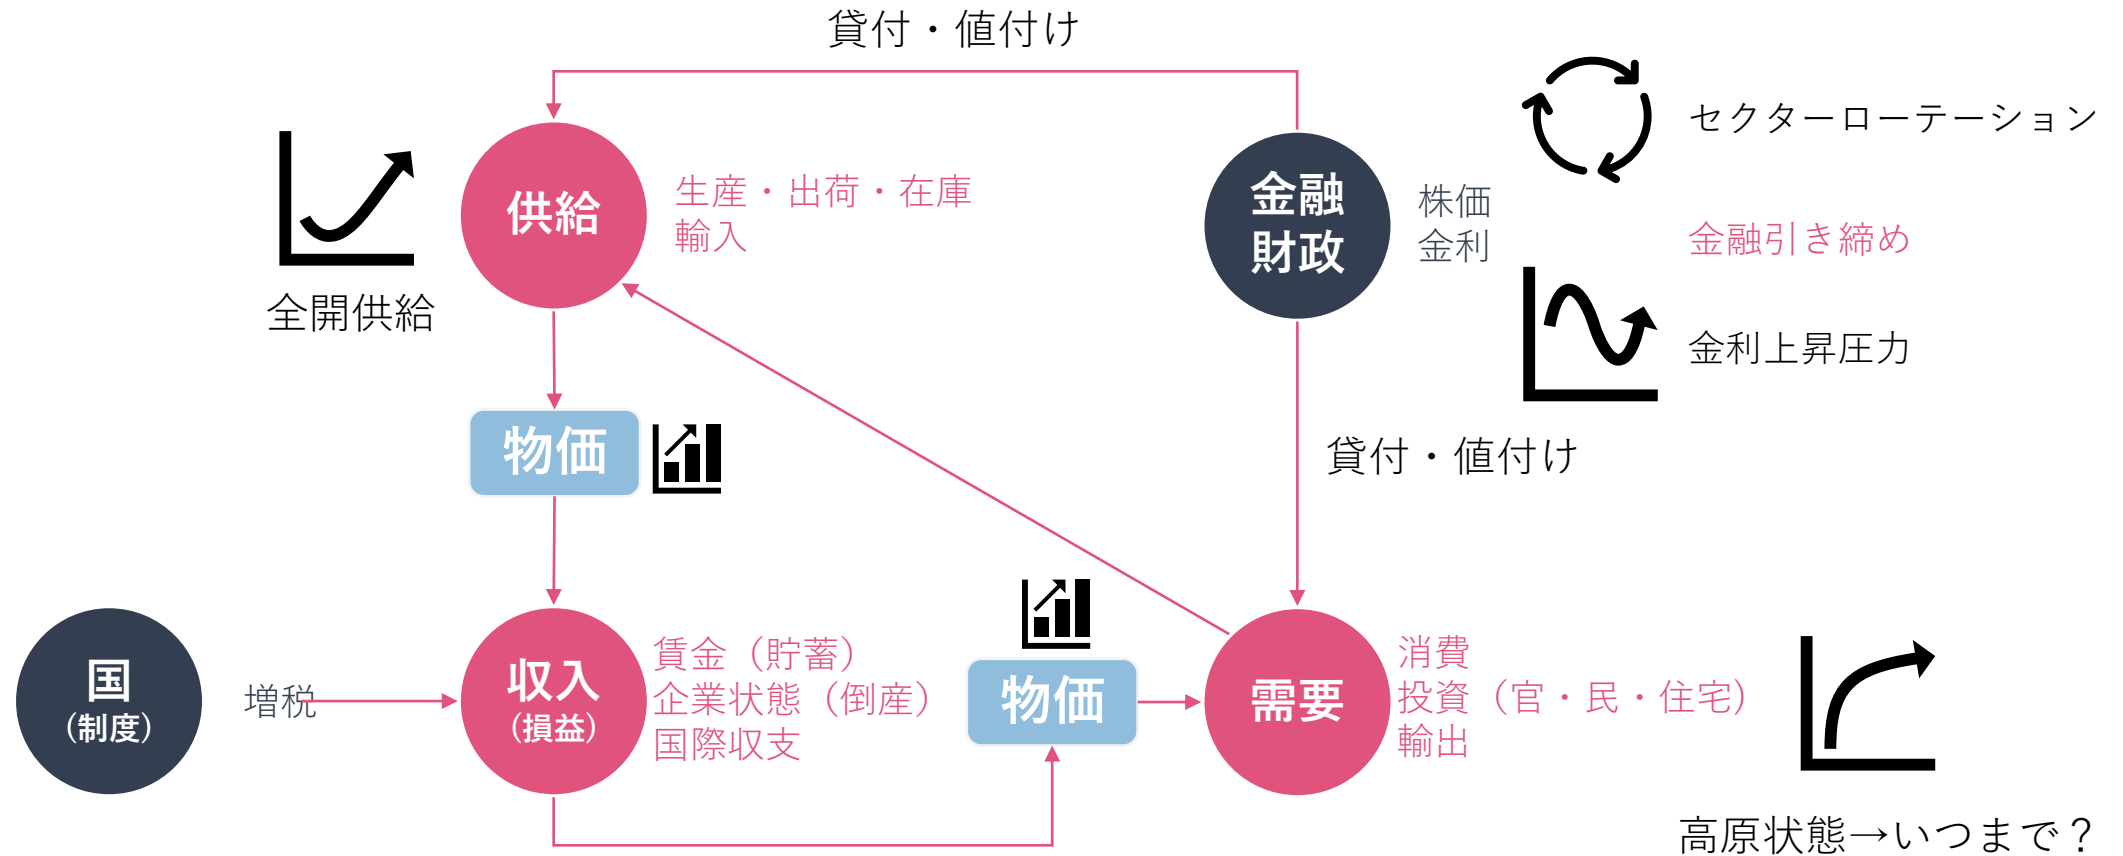 貸付・値付け
セクターローテーション
供給
生産・出荷・在庫
輸入
金融
財政
株価
金利
金融引き締め
全開供給
金利上昇圧力
物価
貸付・値付け
国
（制度）
増税
収入
（損益）
賃金（貯蓄）
企業状態（倒産）
国際収支
物価
需要
消費
投資（官・民・住宅）
輸出
高原状態→いつまで？